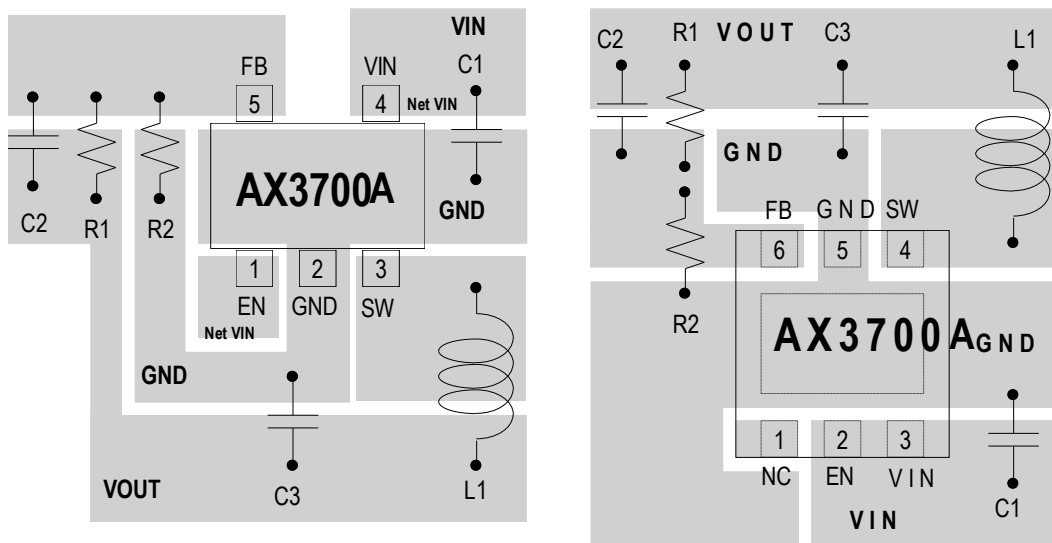 VIN
FB
VIN
C1
5
4
Net VIN
AX3700A
GND
C2
R1
R2
1
2
3
EN
GND
SW
Net VIN
GND
VOUT
C3
L1
C2
R1
VOUT
C3
L1
GND
FB
GND
SW
6
5
4
R2
AX3700A
GND
1
2
3
NC
EN
VIN
C1
VIN